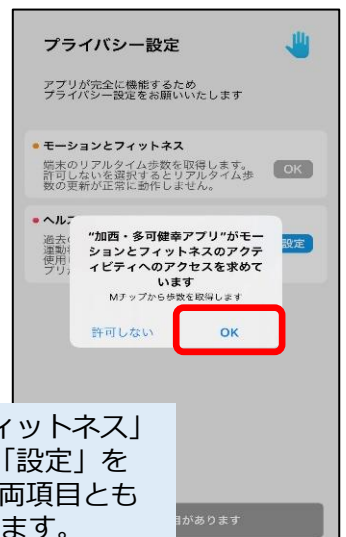 プライバシー設定
アプリが完全に機能するため
プライバシー設定をお願いいたします
モーションとフィットネス
端末のリアルタイム歩数を取得します。
許可しないを選択するとリアルタイム歩
数の更新が正常に動作しません。
OK
ヘル
過去
運動
使用
プリ
設定
"加西・多可健幸アプリ"がモー
ションとフィットネスのアクテ
ィビティへのアクセスを求めて
います
Mチップから歩数を取得します
許可しない
OK
ィットネス」
「設定」を
両項目とも
ます。
があります